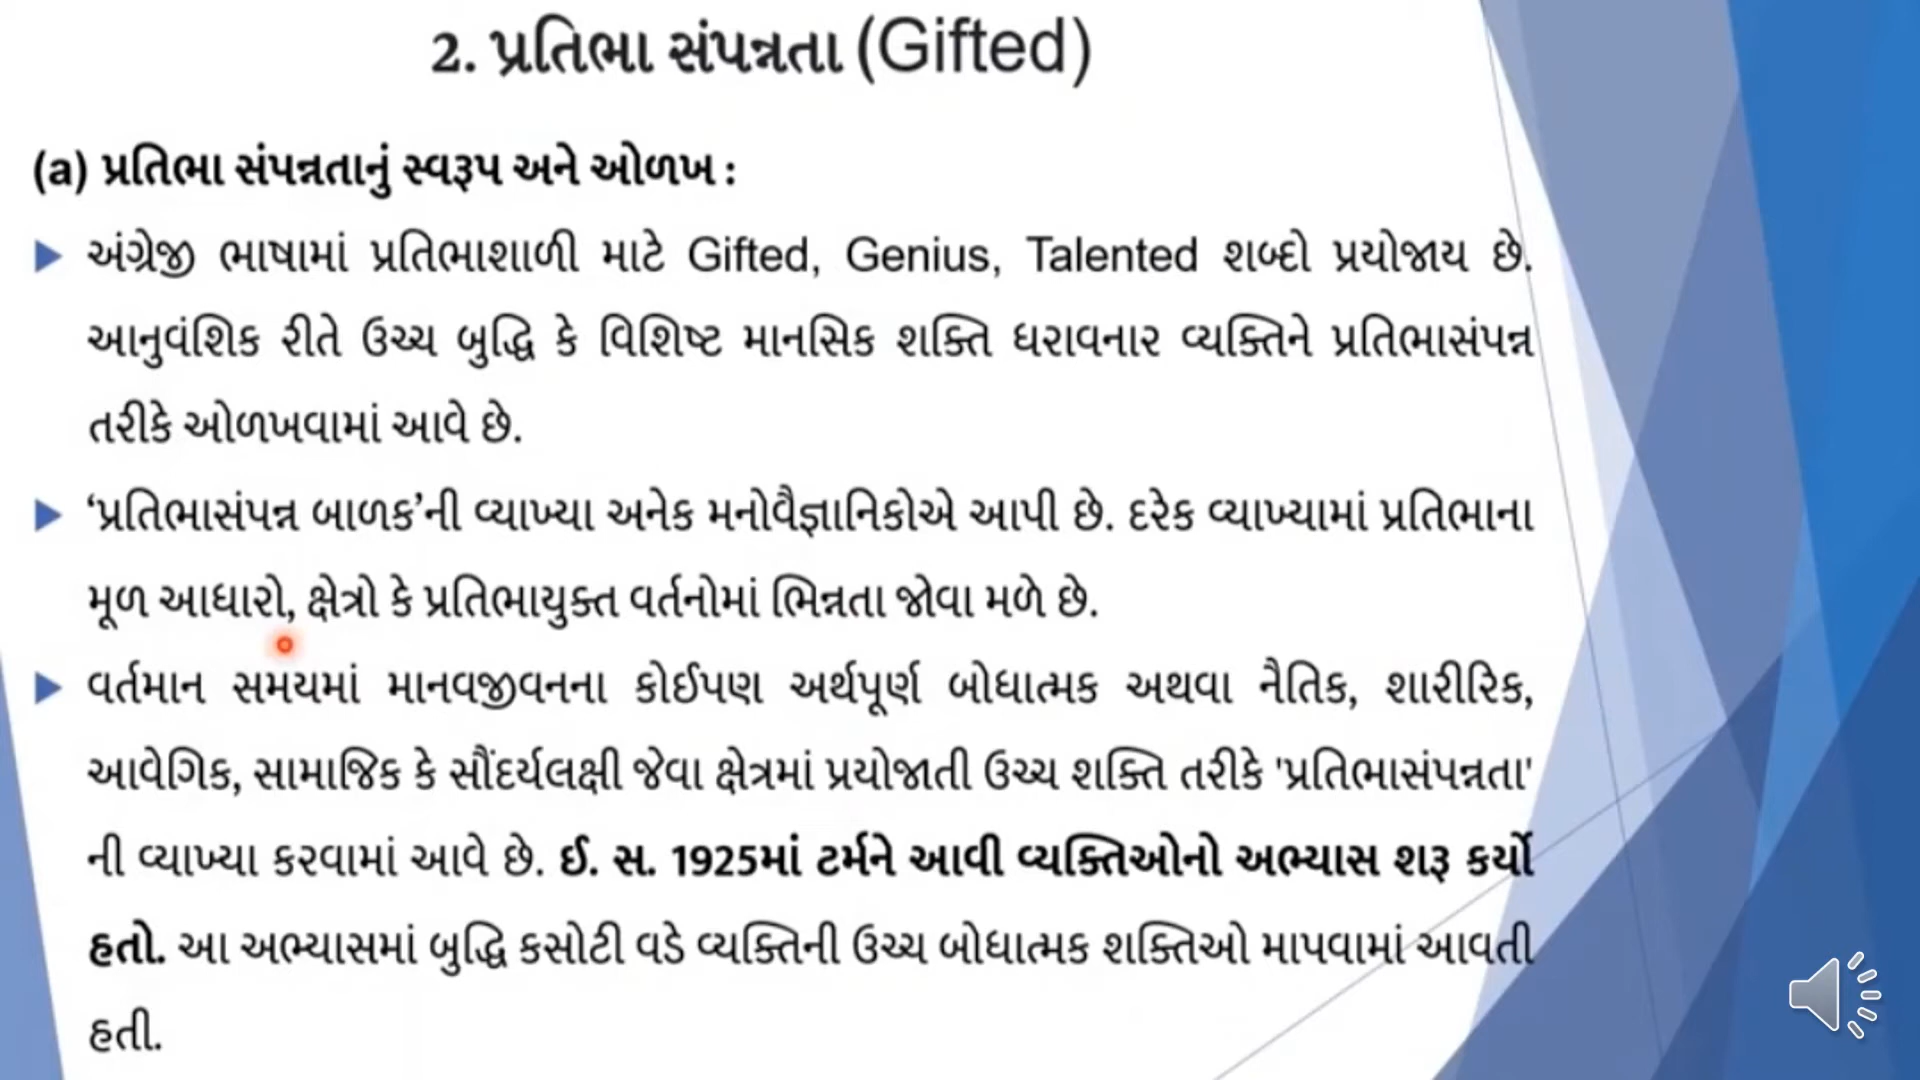 2. પ્રતિભા સંપન્નતા (Gifted)
(a) પ્રતિભા સંપન્નતાનું સ્વરૂપ અને ઓળખ :
અંગ્રેજી ભાષામાં પ્રતિભાશાળી માટે Gifted, Genius, Talented શબ્દો પ્રયોજાય છે.
આનુવંશિક રીતે ઉચ્ચ બુદ્ધિ કે વિશિષ્ટ માનસિક શક્તિ ધરાવનાર વ્યક્તિને પ્રતિભાસંપન્ન
તરીકે ઓળખવામાં આવે છે.
‘પ્રતિભાસંપન્ન બાળક’ની વ્યાખ્યા અનેક મનોવૈજ્ઞાનિકોએ આપી છે. દરેક વ્યાખ્યામાં પ્રતિભાના
મૂળ આધારો, ક્ષેત્રો કે પ્રતિભાયુક્ત વર્તનોમાં ભિન્નતા જોવા મળે છે.
વર્તમાન સમયમાં માનવજીવનના કોઈપણ અર્થપૂર્ણ બોધાત્મક અથવા નૈતિક, શારીરિક,
આવેગિક, સામાજિક કે સૌંદર્યલક્ષી જેવા ક્ષેત્રમાં પ્રયોજાતી ઉચ્ચ શક્તિ તરીકે 'પ્રતિભાસંપન્નતા'
ની વ્યાખ્યા કરવામાં આવે છે. ઈ. સ. 1925માં ટર્મને આવી વ્યક્તિઓનો અભ્યાસ શરૂ કર્યો
હતો. આ અભ્યાસમાં બુદ્ધિ કસોટી વડે વ્યક્તિની ઉચ્ચ બોધાત્મક શક્તિઓ માપવામાં આવતી
હતી.